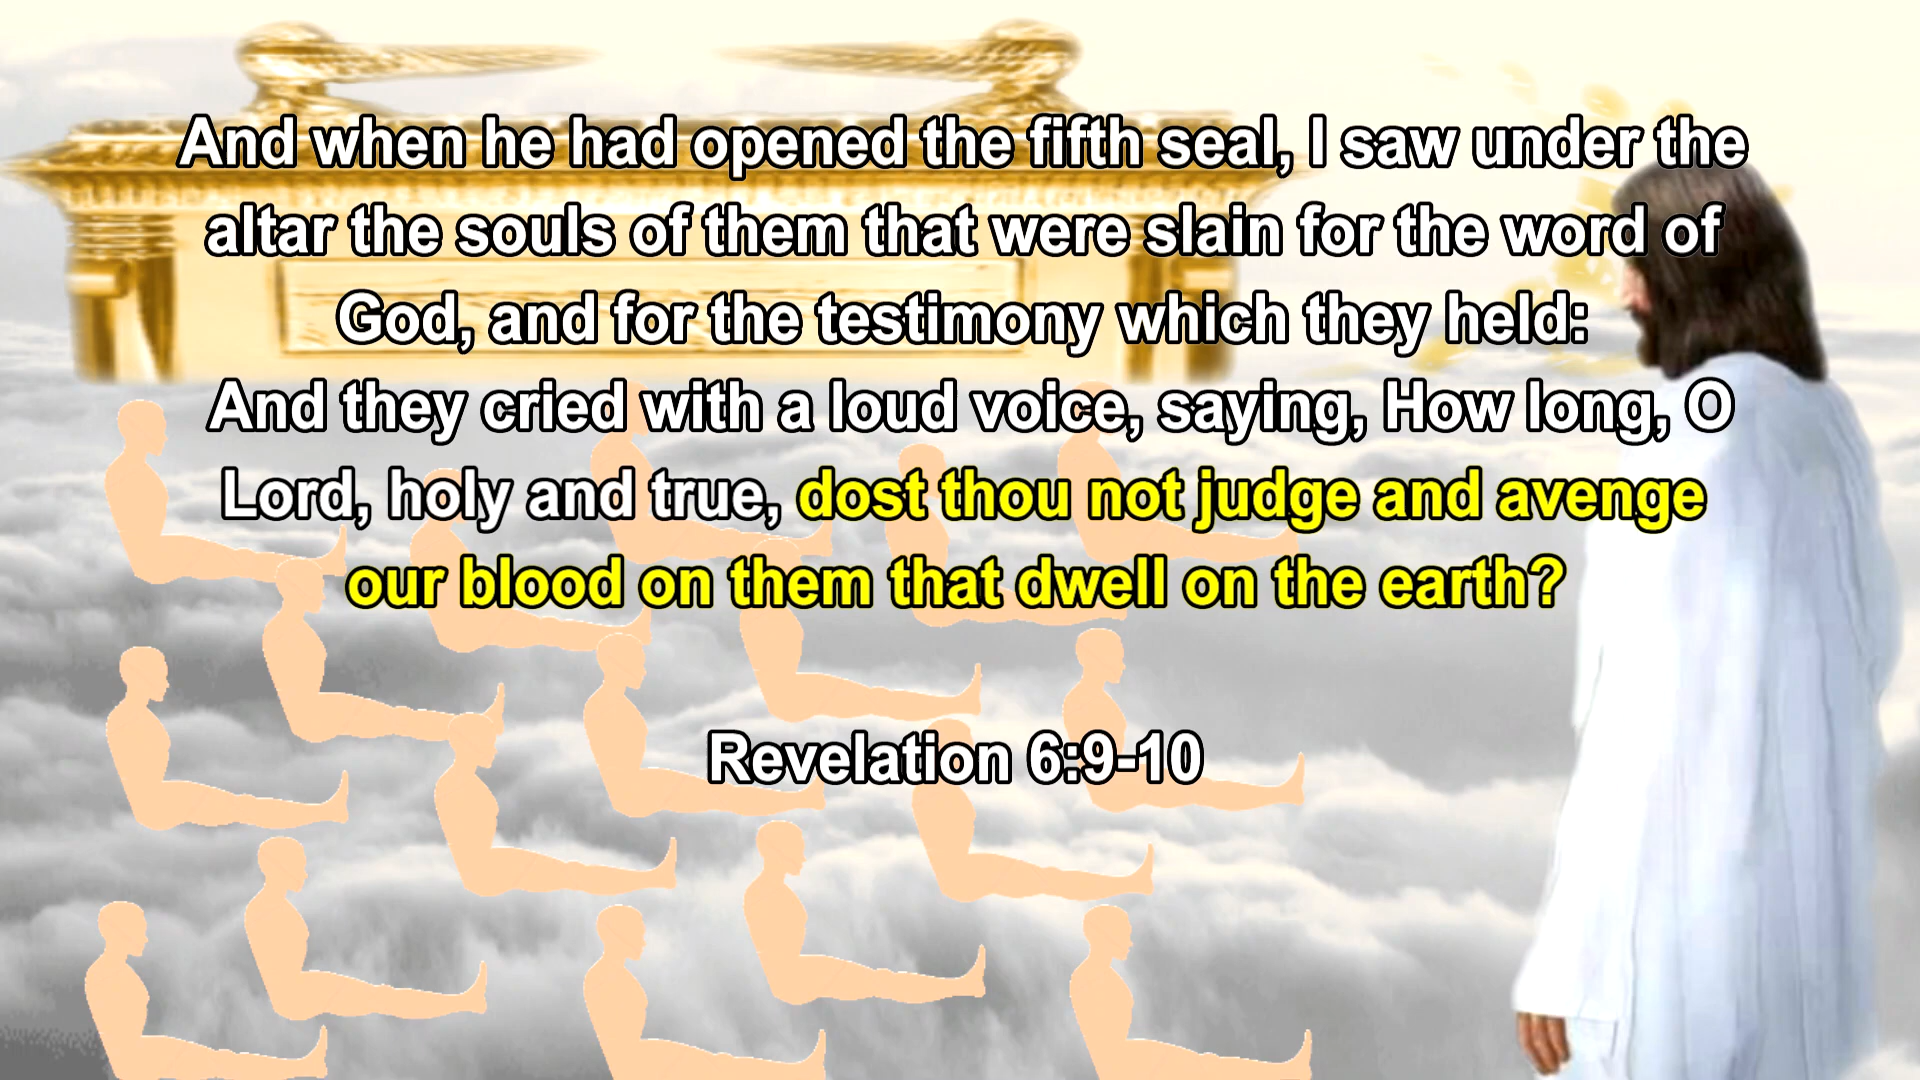 And when he had opened the fifth seal, I saw under the
altar the souls of them that were slain for the word of
God, and for the testimony which they held:
And they cried with a loud voice, saying, How long, O
Lord, holy and true, dost thou not judge and avenge
our blood on them that dwell on the earth?
Revelation 6:9-10